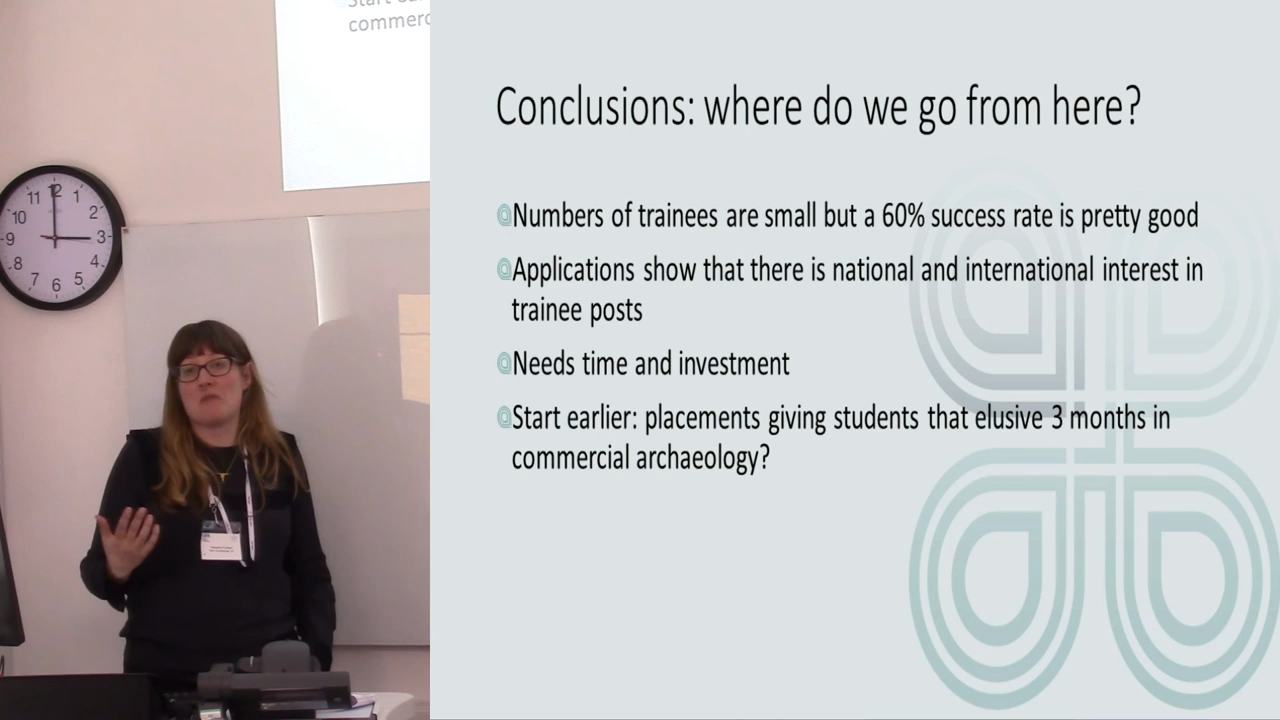 Start
commerc
12
11
1
10
2
9
3
8
4
7
5
6
Conclusions: where do we go from here?
Numbers of trainees are small but a 60% success rate is pretty good
Applications show that there is national and international interest in
trainee posts
Needs time and investment
Start earlier: placements giving students that elusive 3 months in
commercial archaeology?